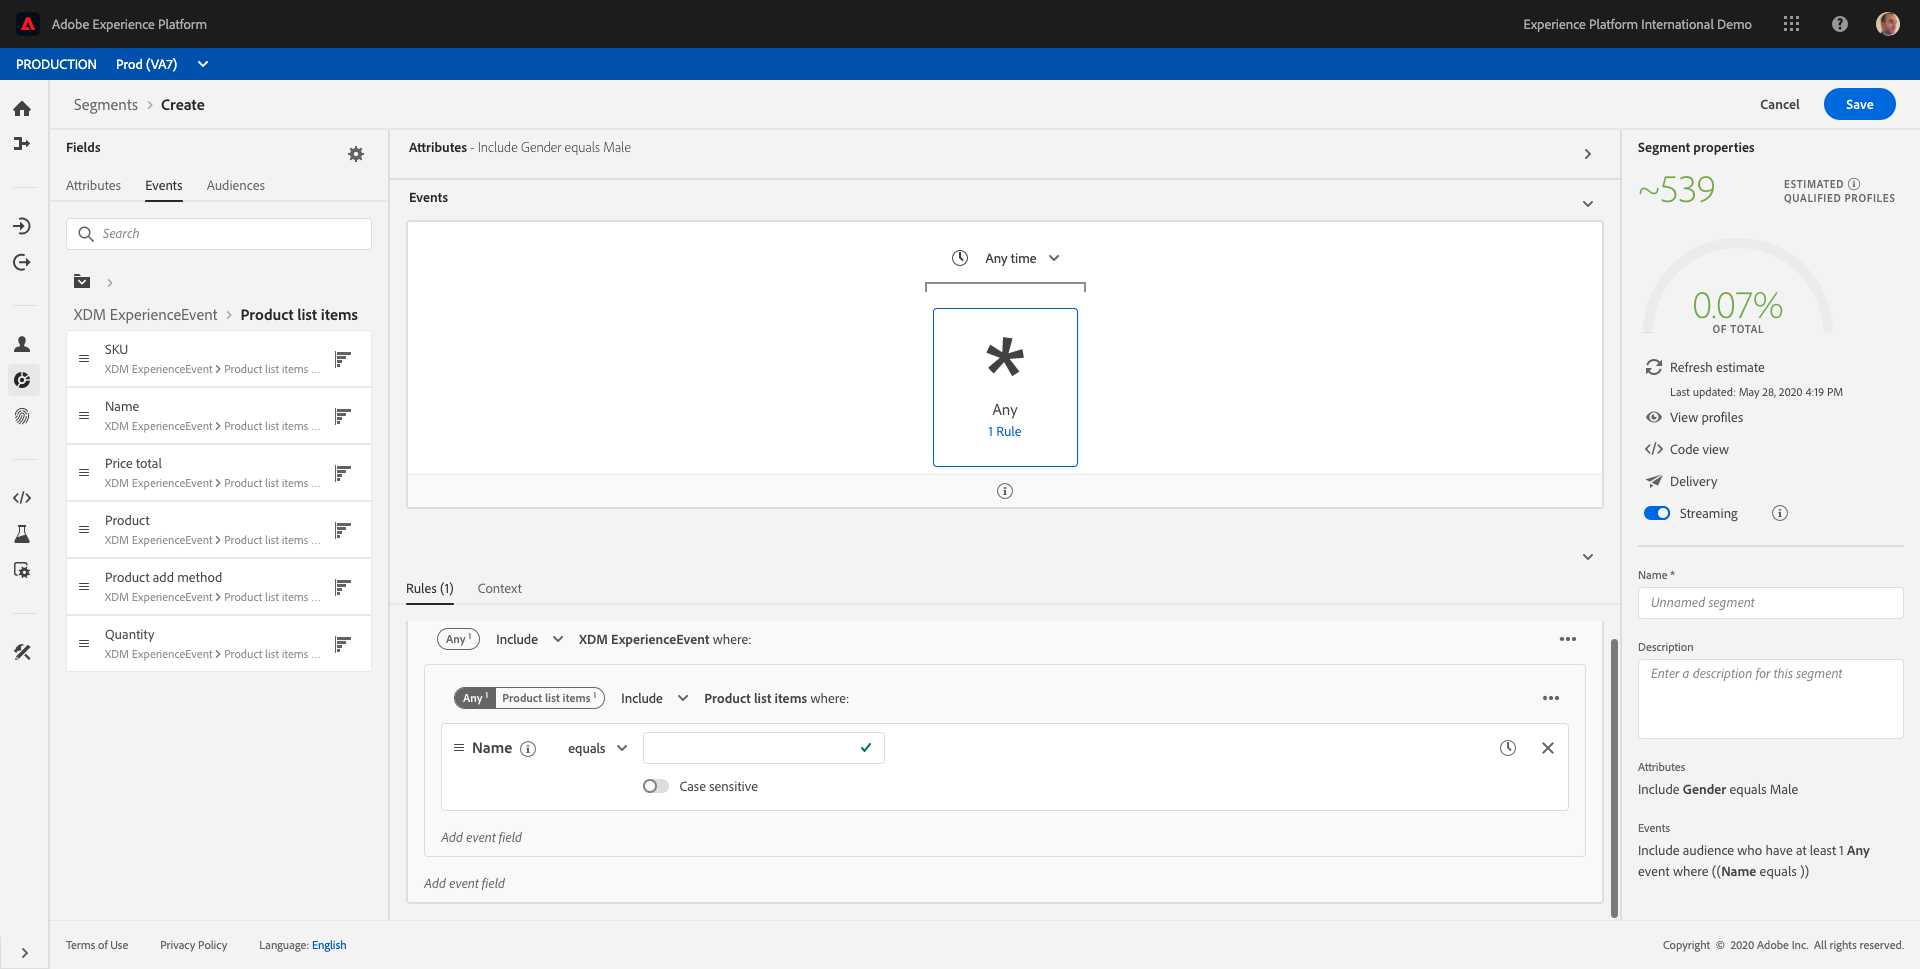 Adobe Experience Platform
Experience Platform International Demo
PRODUCTION Prod (VA7)
Segments > Create
Cancel
Save
Fields
Attributes Events Audiences
Search
XDM ExperienceEvent > Product list items
SKU
XDM ExperienceEvent > Product list items ...
Name
XDM ExperienceEvent > Product list items ...
Price total
XDM ExperienceEvent > Product list items ...
Product
XDM ExperienceEvent > Product list items ...
Product add method
XDM ExperienceEvent > Product list items ...
Quantity
XDM ExperienceEvent > Product list items ...
Attributes - Include Gender equals Male
Events
Any time
Any
1 Rule
Rules (1) Context
Any 1 Include XDM ExperienceEvent where:
Any 1 Product list items 1 Include Product list items where:
Name equals
Case sensitive
Add event field
Add event field
Segment properties
~539
ESTIMATED
QUALIFIED PROFILES
0.07%
OF TOTAL
Refresh estimate
Last updated: May 28, 2020 4:19 PM
View profiles
Code view
Delivery
Streaming
Name *
Unnamed segment
Description
Enter a description for this segment
Attributes
Include Gender equals Male
Events
Include audience who have at least 1 Any
event where ((Name equals ))
Terms of Use Privacy Policy Language: English
Copyright © 2020 Adobe Inc. All rights reserved.